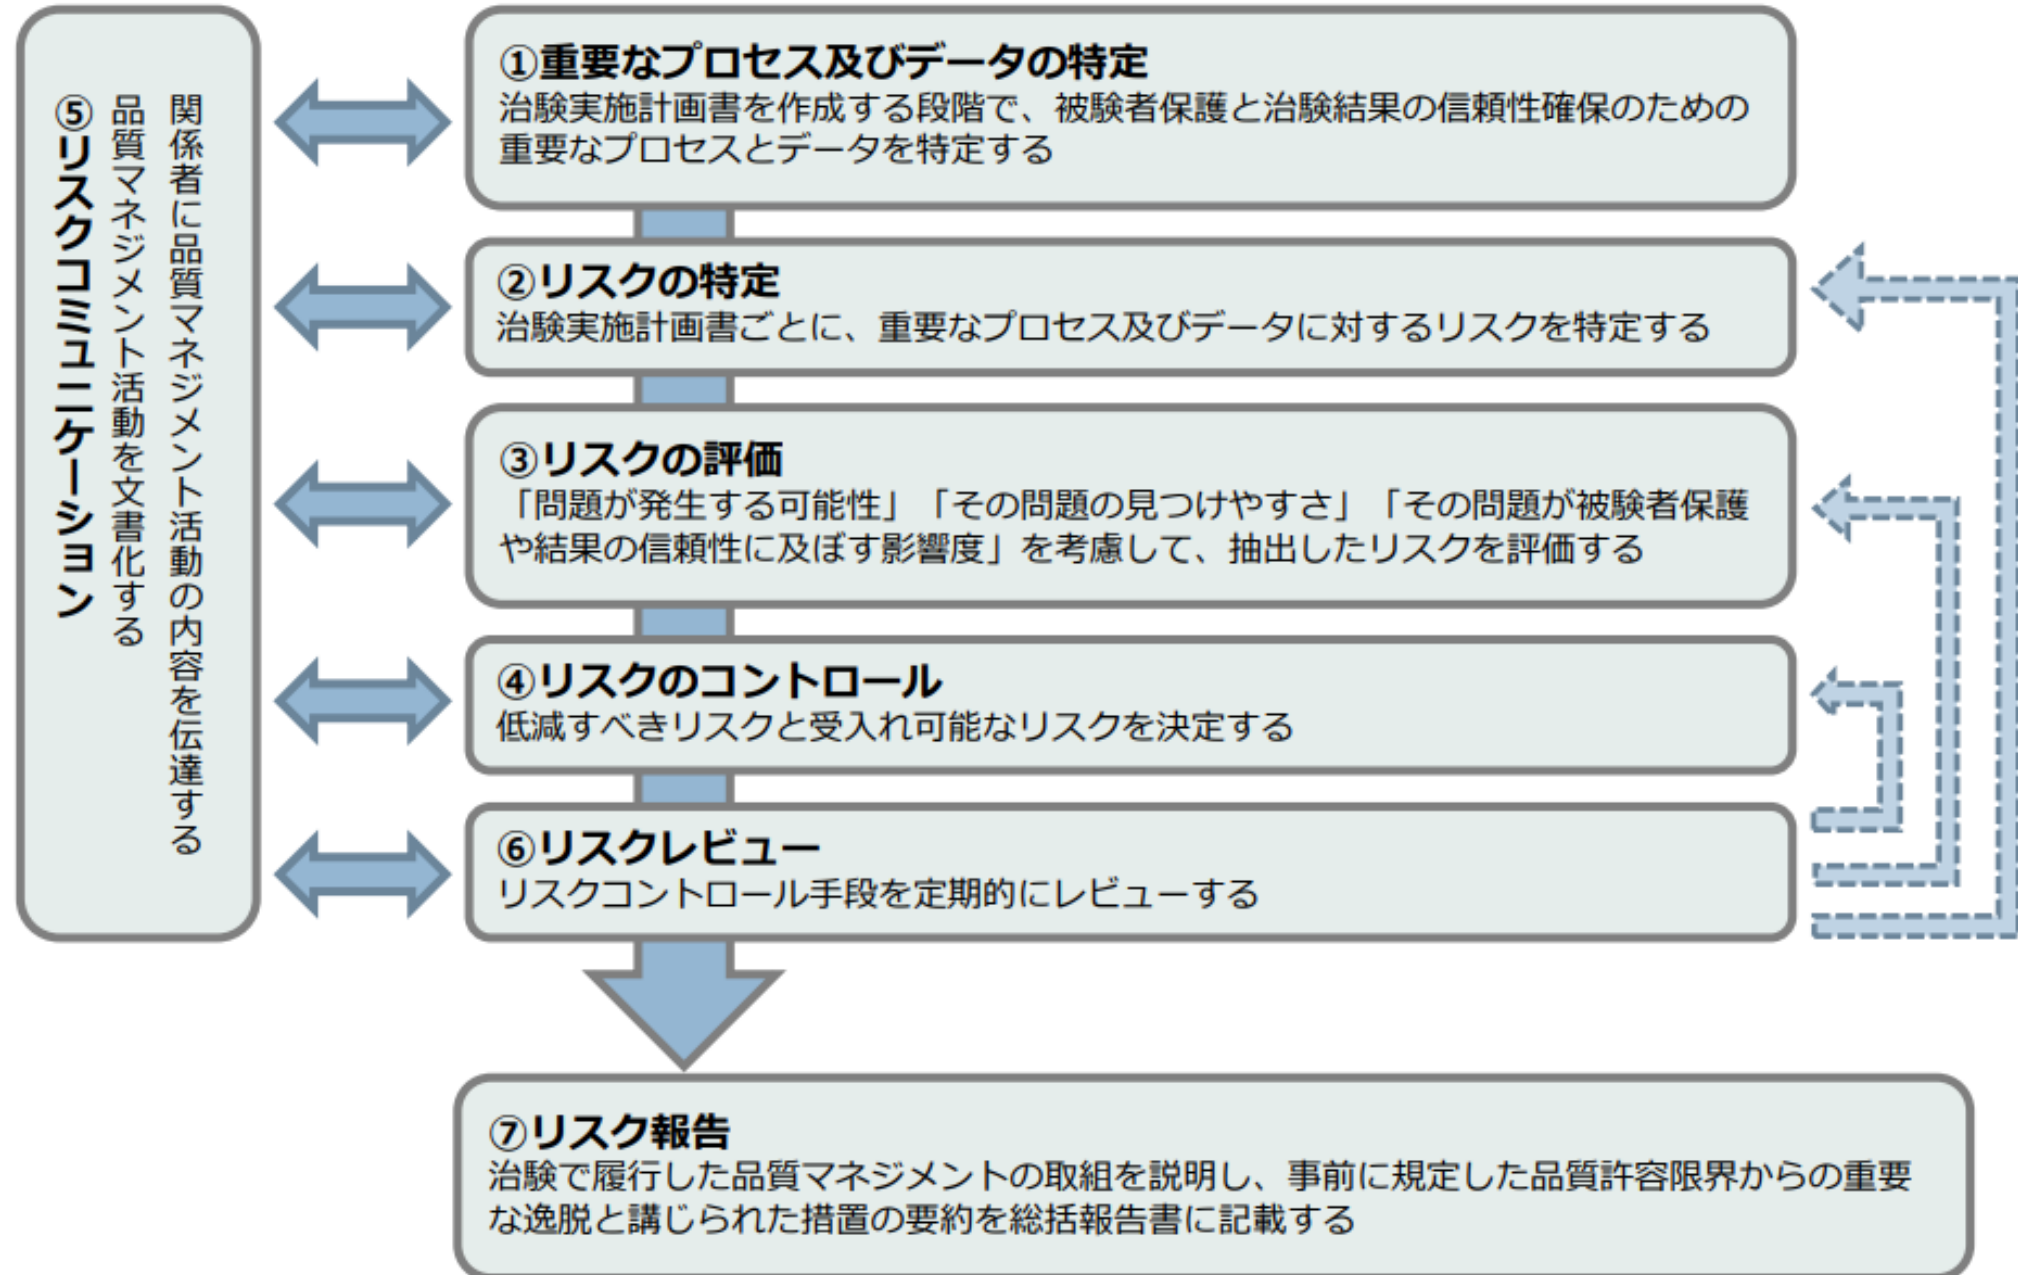 ①重要なプロセス及びデータの特定
治験実施計画書を作成する段階で、被験者保護と治験結果の信頼性確保のための
重要なプロセスとデータを特定する
②リスクの特定
治験実施計画書ごとに、重要なプロセス及びデータに対するリスクを特定する
③リスクの評価
「問題が発生する可能性」「その問題の見つけやすさ」「その問題が被験者保護
や結果の信頼性に及ぼす影響度」を考慮して、抽出したリスクを評価する
④リスクのコントロール
低減すべきリスクと受入れ可能なリスクを決定する
⑤リスクコミュニケーション
品質マネジメント活動を文書化する
関係者に品質マネジメント活動の内容を伝達する
⑥リスクレビュー
リスクコントロール手段を定期的にレビューする
⑦リスク報告
治験で履行した品質マネジメントの取組を説明し、事前に規定した品質許容限界からの重要
な逸脱と講じられた措置の要約を総括報告書に記載する